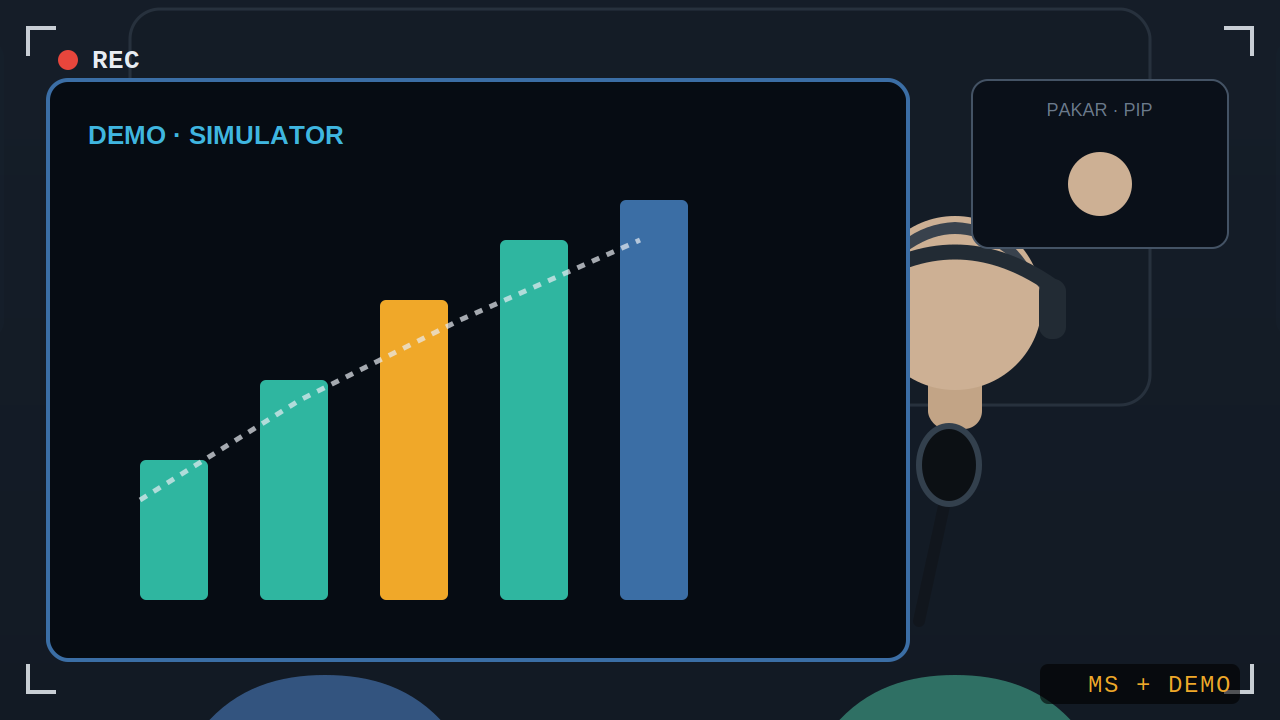 REC
DEMO · SIMULATOR
PAKAR · PIP
MS + DEMO